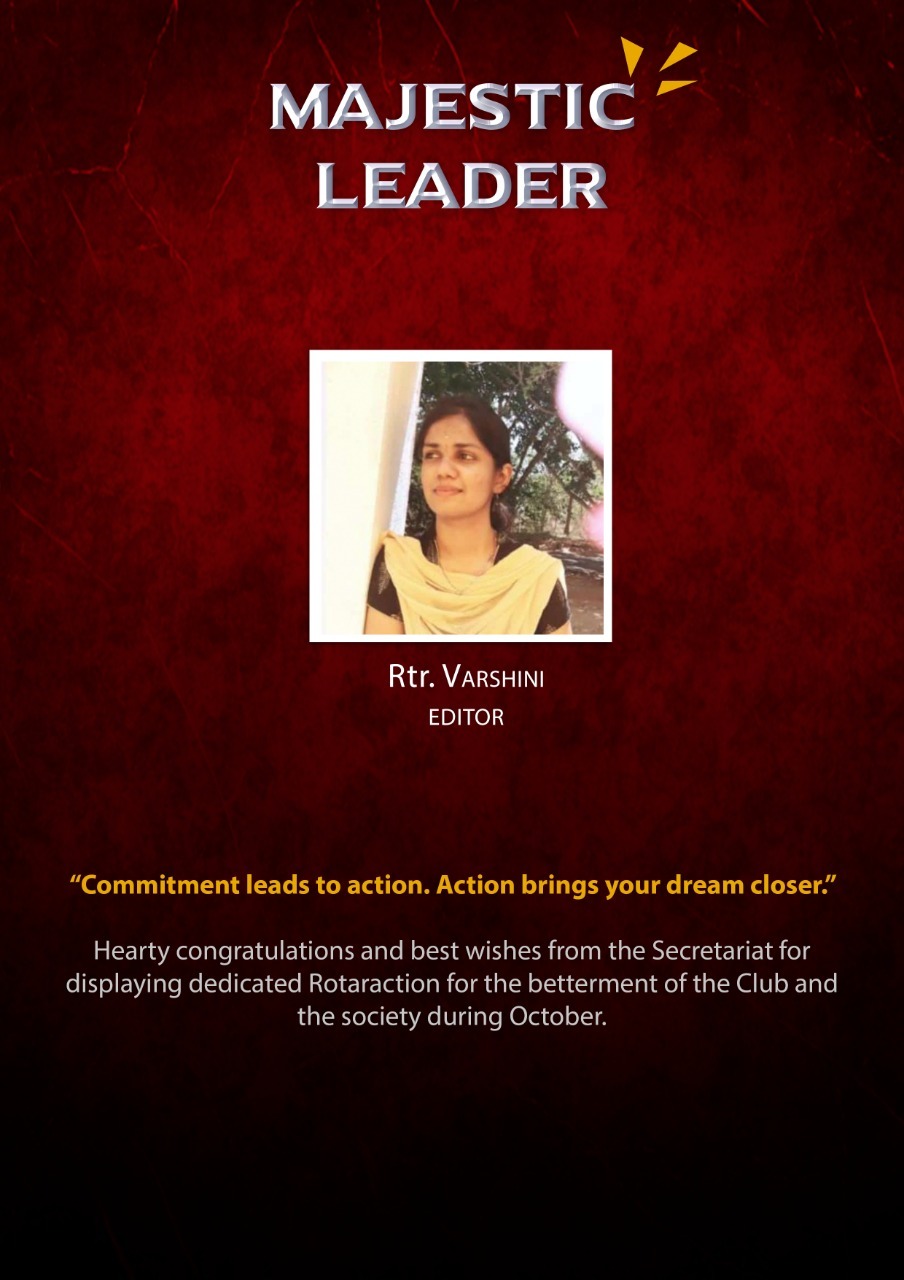 MAJESTIC
LEADER
Rtr. VARSHINI
EDITOR
“Commitment leads to action. Action brings your dream closer.”
Hearty congratulations and best wishes from the Secretariat for
displaying dedicated Rotaraction for the betterment of the Club and
the society during October.